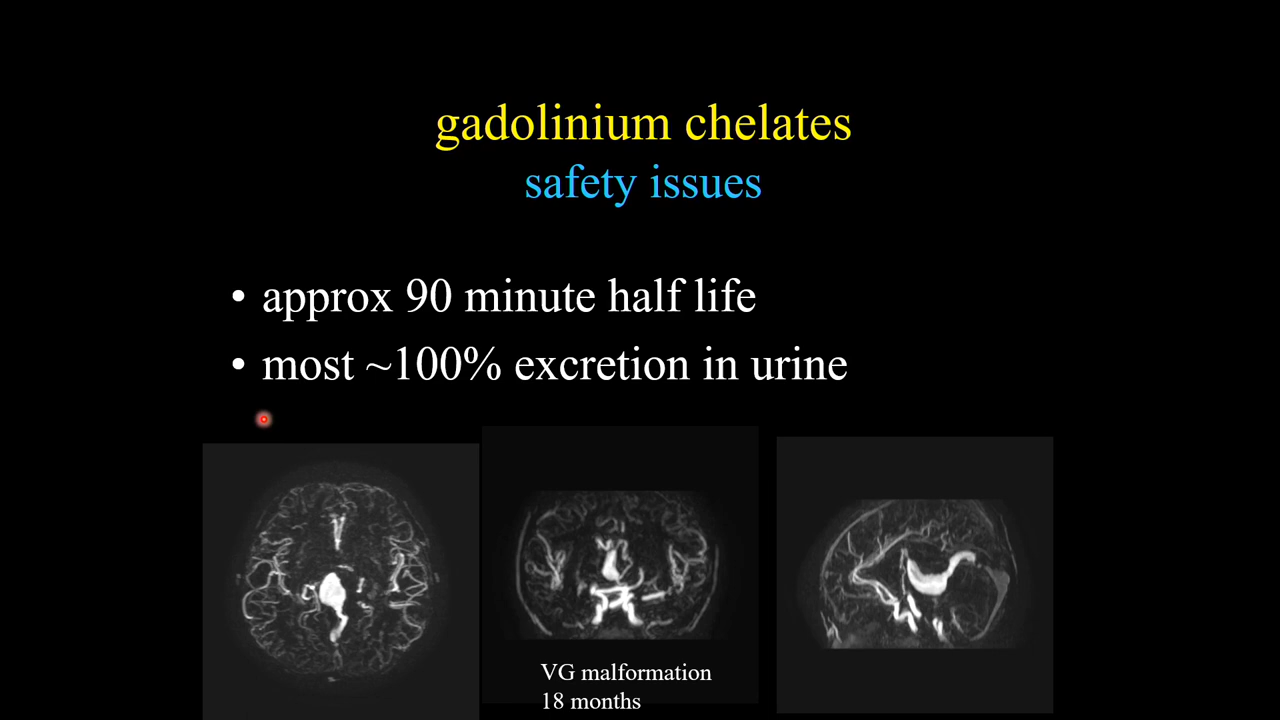 gadolinium chelates
safety issues
• approx 90 minute half life
• most ~100% excretion in urine
VG malformation
18 months